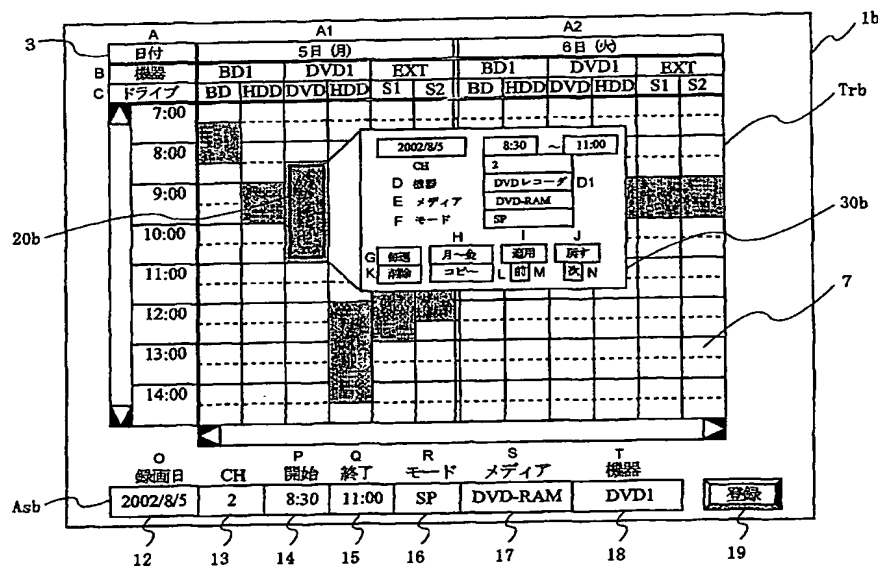 A A1 A2
3 1b
日付 5日 (月) 6日 (火)
B 機器 BD1 DVD1 EXT BD1 DVD1 EXT
C ドライブ BD HDD DVD HDD S1 S2 BD HDD DVD HDD S1 S2
Trb
7:00
8:00
9:00
10:00
11:00
12:00
13:00
14:00
20b
2002/8/5 8:30 ～ 11:00
CH 2
D 機器 DVDレコーダ D1
E メディア DVD-RAM
F モード SP
30b
H I J
G 毎週 月～金 適用 戻す
K 削除 コピー L 前 M 次 N
7
O P Q R S T
録画日 CH 開始 終了 モード メディア 機器
Asb 2002/8/5 2 8:30 11:00 SP DVD-RAM DVD1 登録
12 13 14 15 16 17 18 19